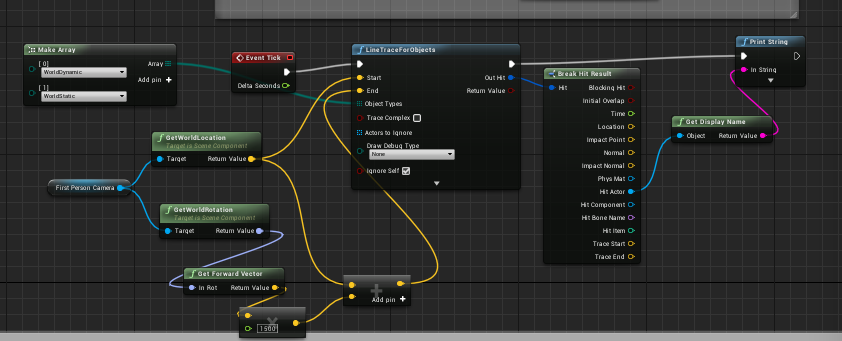 Make Array
[ 0]
Array
WorldDynamic
Add pin +
[ 1]
WorldStatic
Event Tick
Delta Seconds
LineTraceForObjects
Start
Out Hit
End
Return Value
Object Types
Trace Complex
Actors to Ignore
Draw Debug Type
None
Ignore Self
Break Hit Result
Hit
Blocking Hit
Initial Overlap
Time
Location
Impact Point
Normal
Impact Normal
Phys Mat
Hit Actor
Hit Component
Hit Bone Name
Hit Item
Trace Start
Trace End
Print String
In String
Get Display Name
Object
Return Value
GetWorldLocation
Target is Scene Component
Target
Return Value
First Person Camera
GetWorldRotation
Target is Scene Component
Target
Return Value
Get Forward Vector
In Rot
Return Value
Add pin +
1500